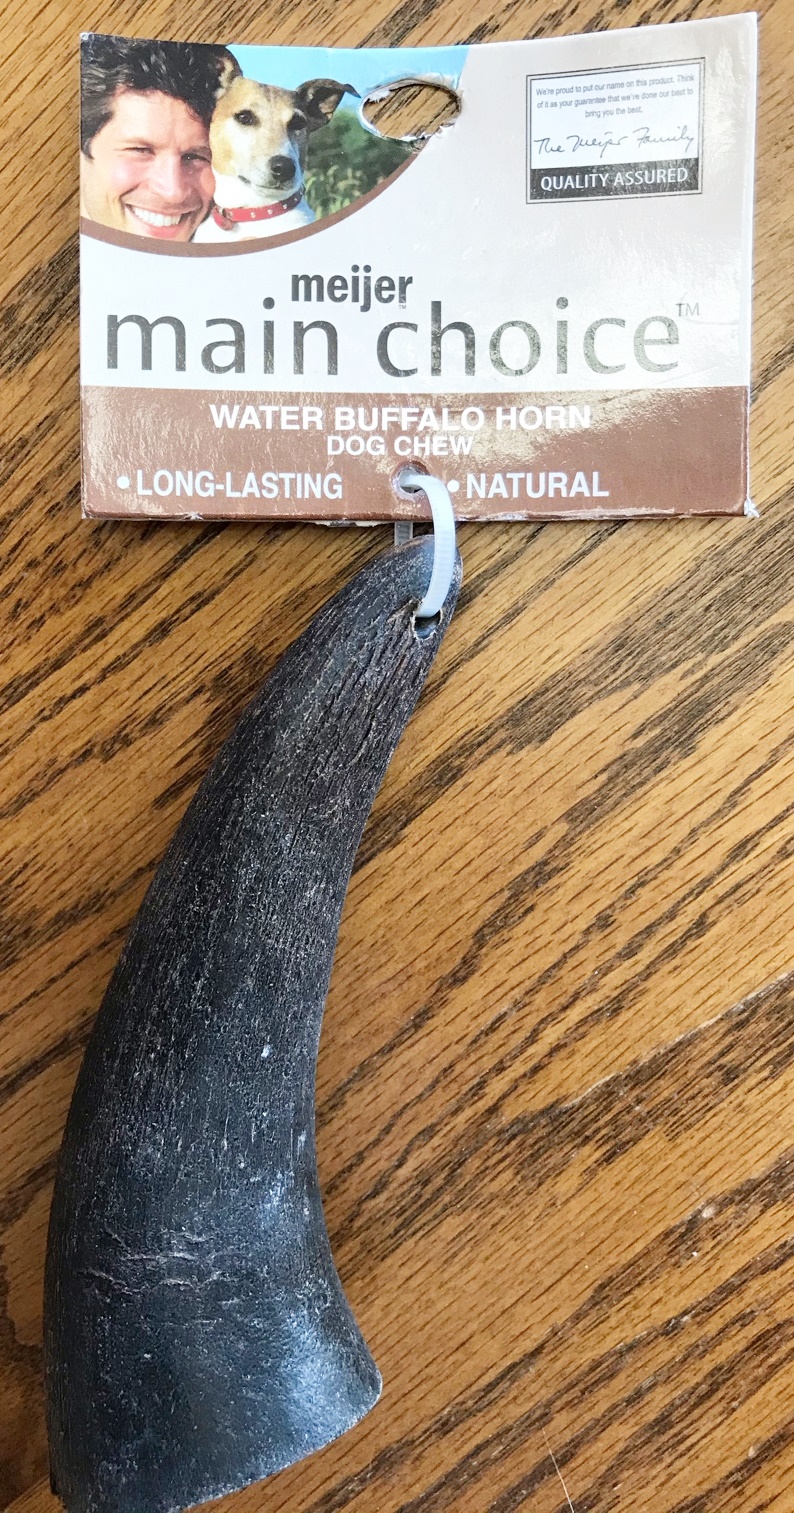 We're proud to put our name on this product. Think
of it as your guarantee that we've done our best to
bring you the best.
The Meijer Family
QUALITY ASSURED
meijer
main choice™
WATER BUFFALO HORN
DOG CHEW
• LONG-LASTING • NATURAL